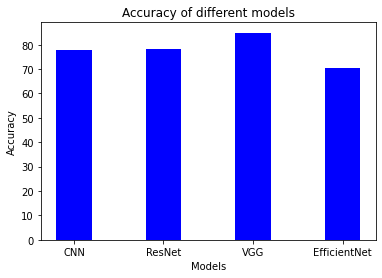 Accuracy of different models
Accuracy
80
70
60
50
40
30
20
10
0
CNN ResNet VGG EfficientNet
Models